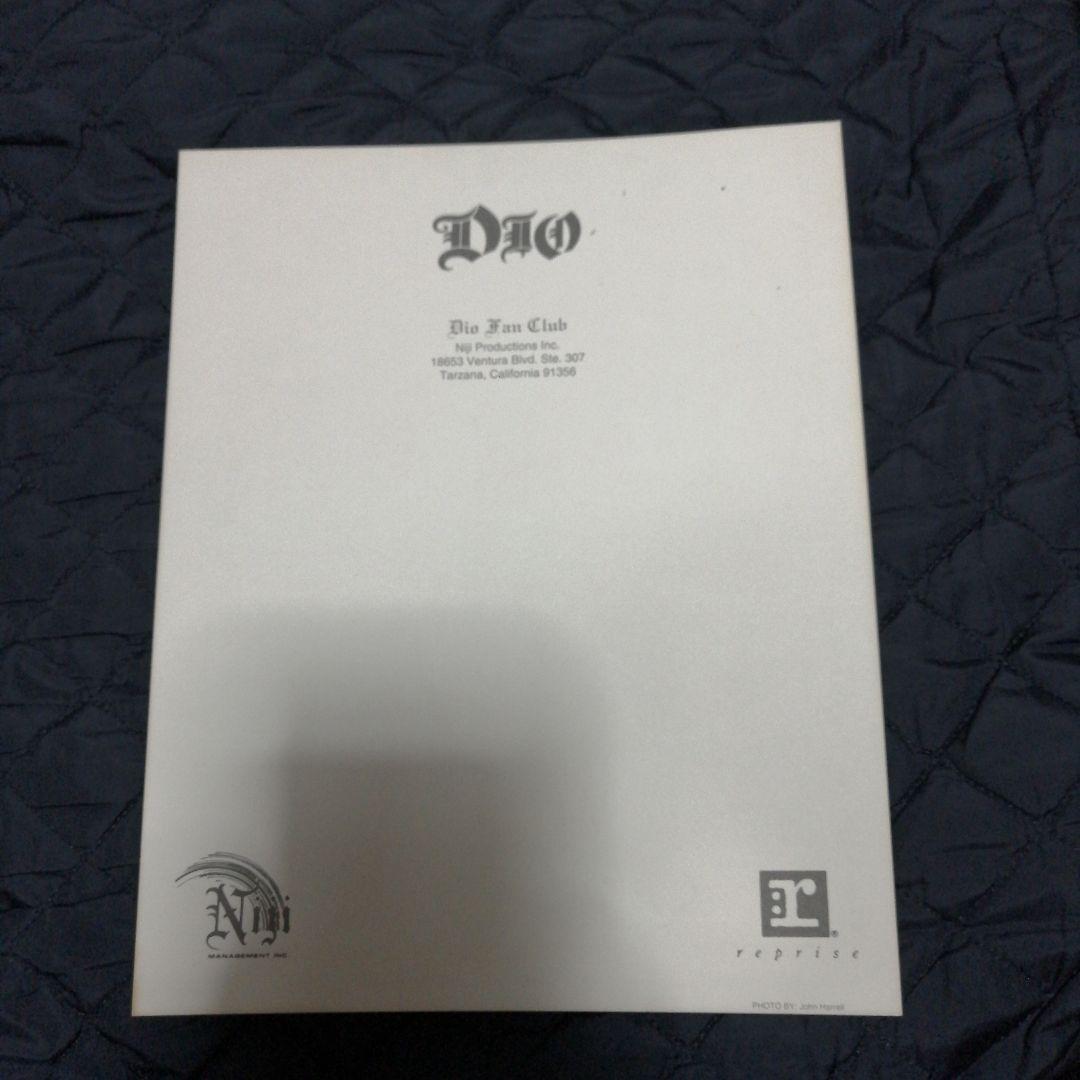 DIO
Dio Fan Club
Niji Productions Inc.
18653 Ventura Blvd. Ste. 307
Tarzana, California 91356
Niji
MANAGEMENT INC.
r®
reprise
PHOTO BY: John Harrell